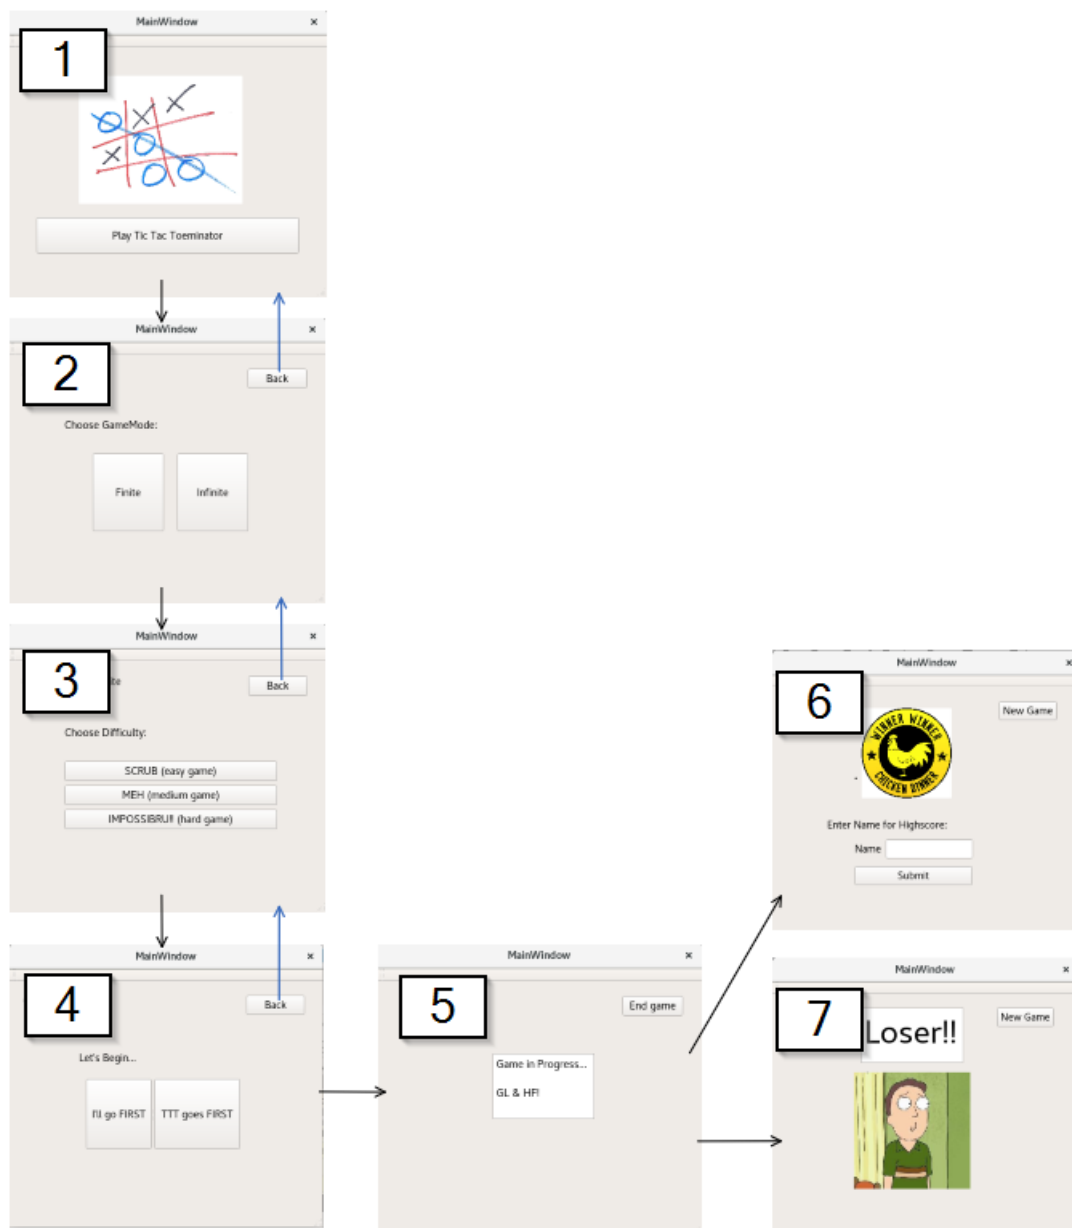 MainWindow ×
1
Play Tic Tac Toeminator
MainWindow ×
2
Back
Choose GameMode:
Finite Infinite
MainWindow ×
3
Back
Choose Difficulty:
SCRUB (easy game)
MEH (medium game)
IMPOSSIBRU!! (hard game)
MainWindow ×
4
Back
Let's Begin...
I'll go FIRST TTT goes FIRST
MainWindow ×
5
End game
Game in Progress...
GL & HF!
MainWindow ×
6
New Game
WINNER WINNER
CHICKEN DINNER
Enter Name for Highscore:
Name
Submit
MainWindow ×
7
New Game
Loser!!